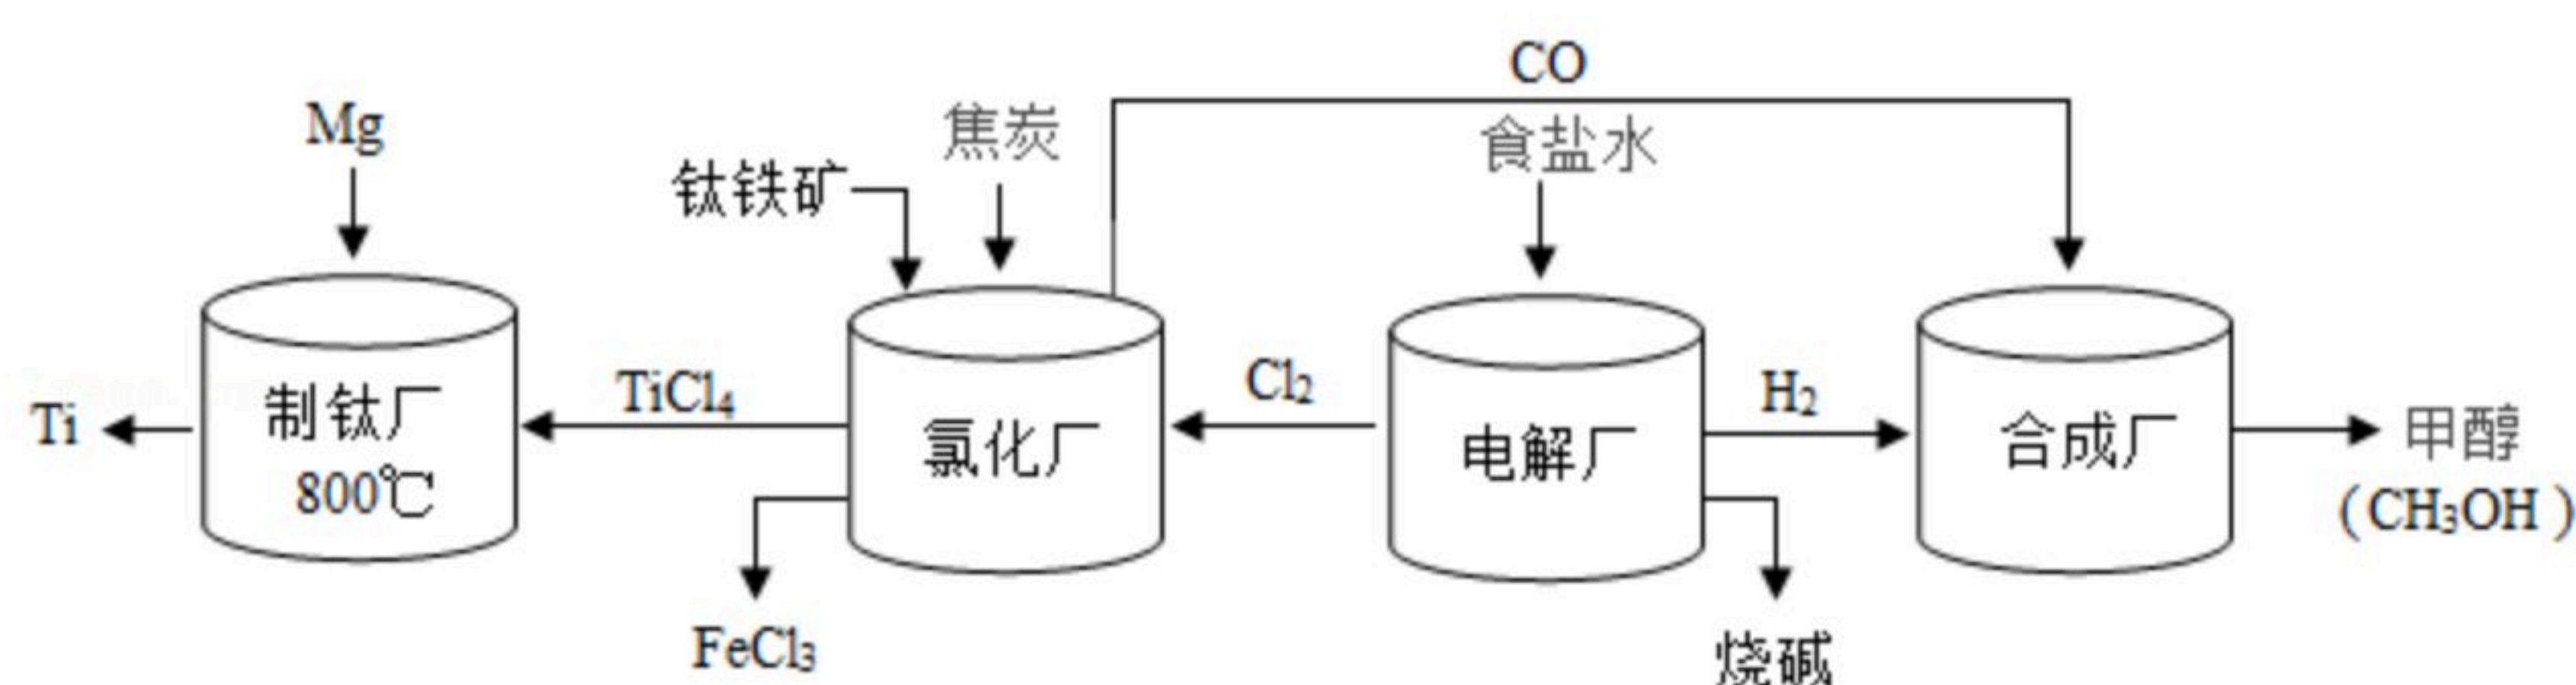 CO
Mg
焦炭
食盐水
钛铁矿
TiCl₄
Cl₂
H₂
Ti
制钛厂
800℃
氯化厂
电解厂
合成厂
甲醇
(CH₃OH)
FeCl₃
烧碱